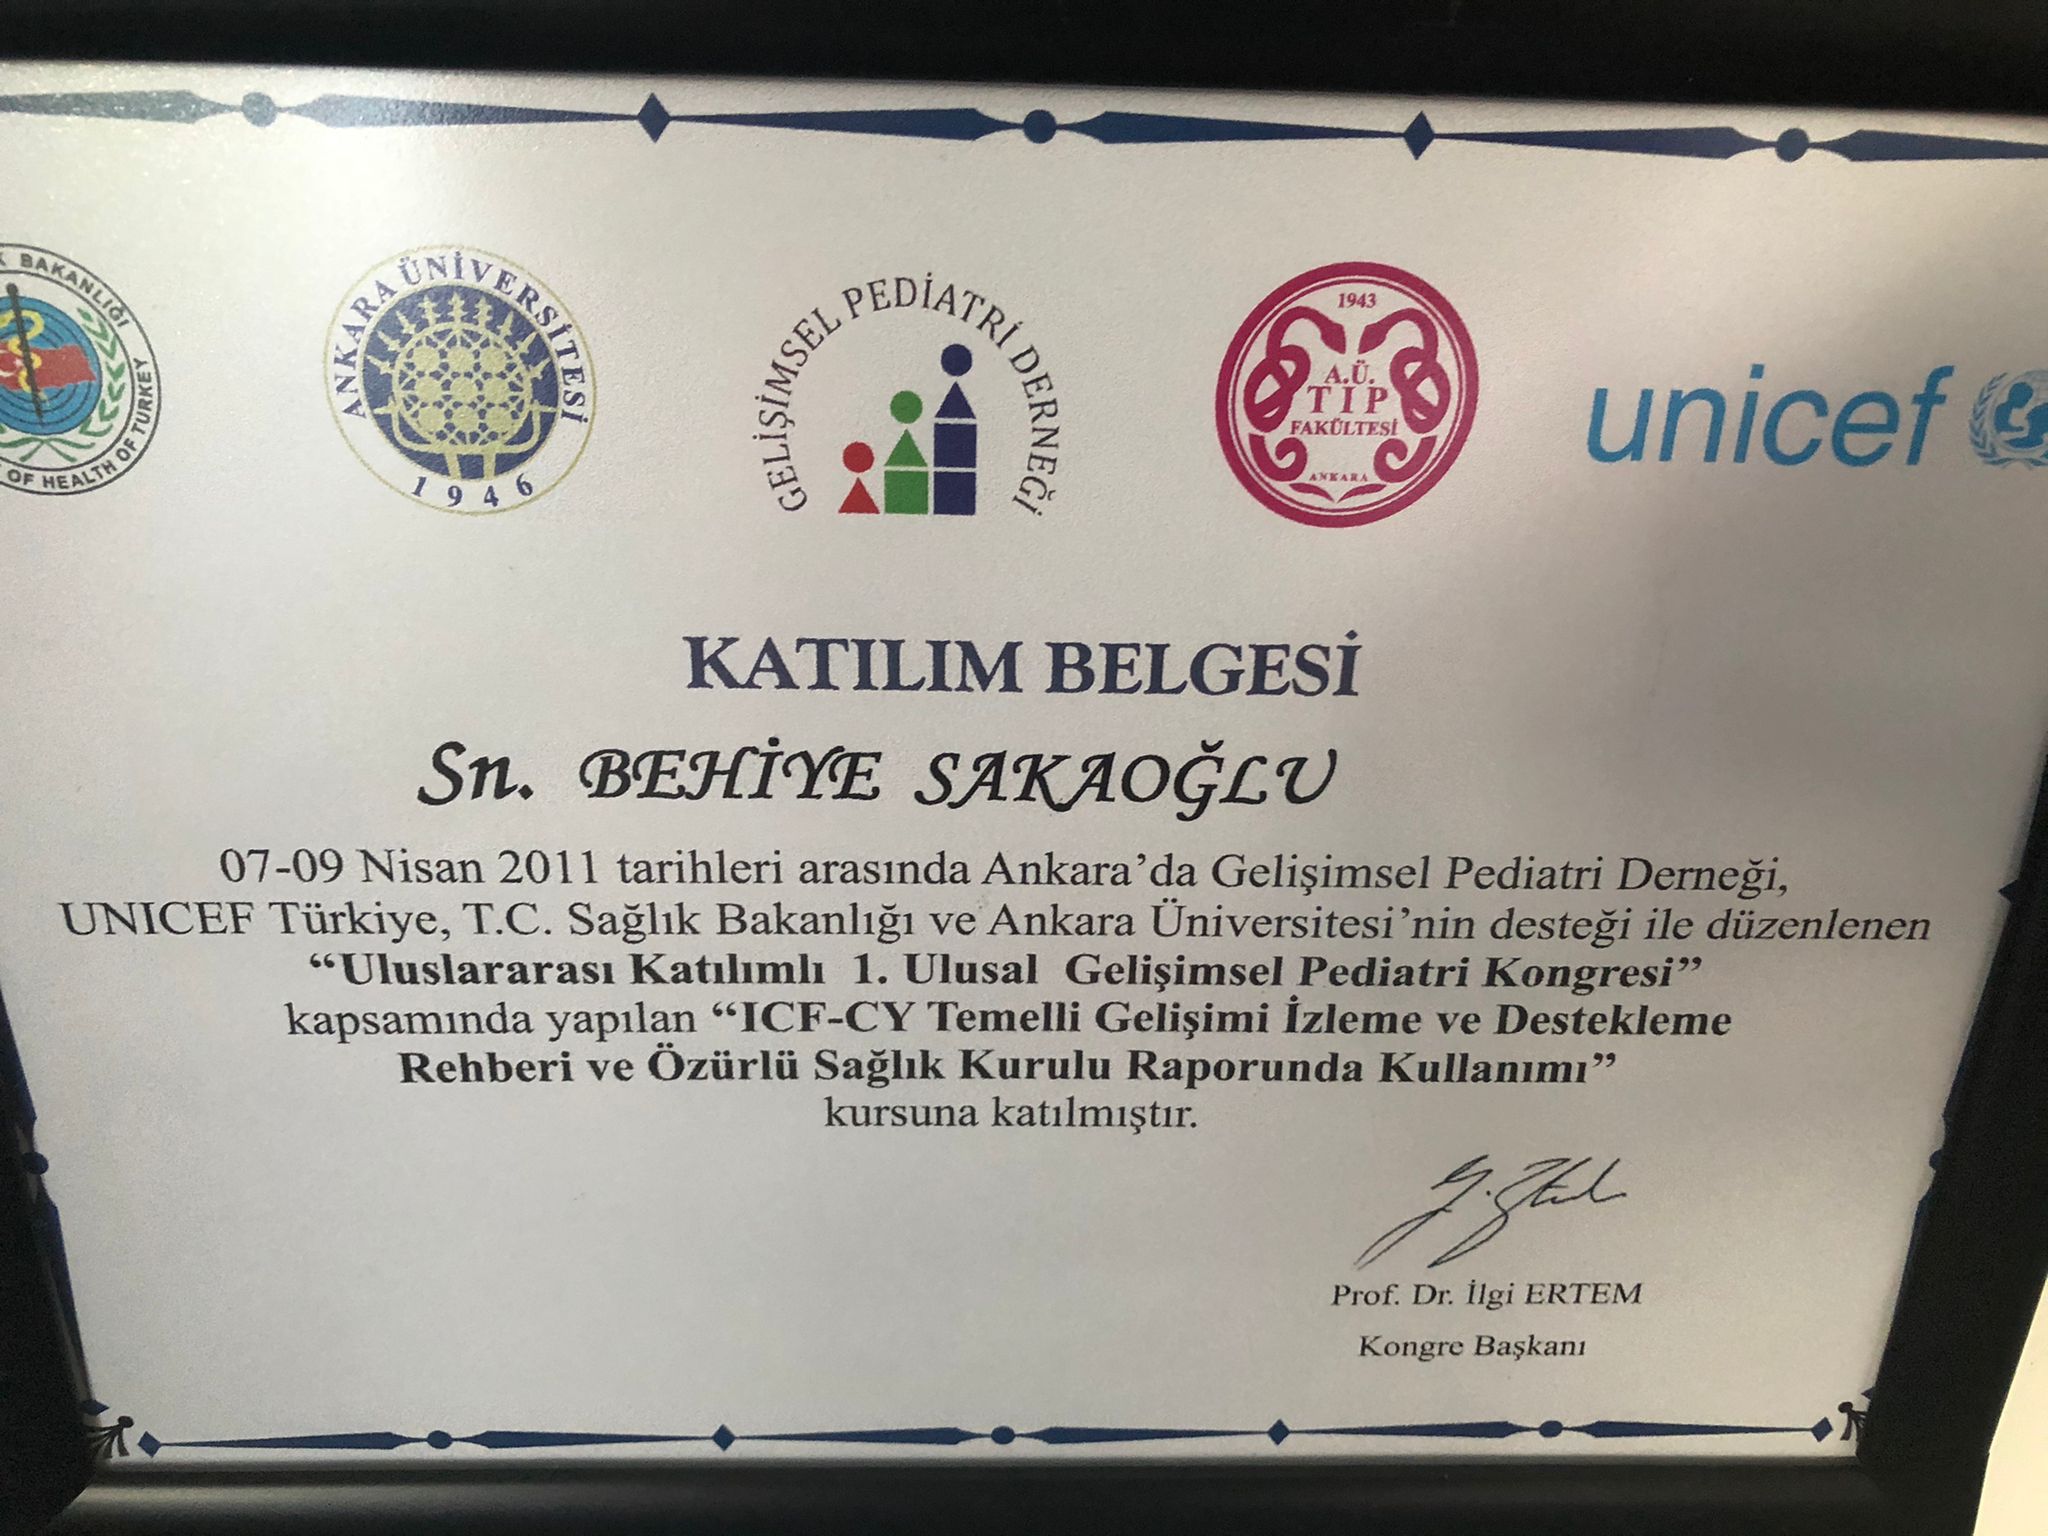 K BAKANLIĞI
OF HEALTH OF TURKEY
ANKARA ÜNİVERSİTESİ
1946
GELİŞİMSEL PEDİATRİ DERNEĞİ
1943
A.Ü.
TIP
FAKÜLTESİ
ANKARA
unicef
KATILIM BELGESİ
Sn. BEHİYE SAKAOĞLU
07-09 Nisan 2011 tarihleri arasında Ankara’da Gelişimsel Pediatri Derneği,
UNICEF Türkiye, T.C. Sağlık Bakanlığı ve Ankara Üniversitesi’nin desteği ile düzenlenen
“Uluslararası Katılımlı 1. Ulusal Gelişimsel Pediatri Kongresi”
kapsamında yapılan “ICF-CY Temelli Gelişimi İzleme ve Destekleme
Rehberi ve Özürlü Sağlık Kurulu Raporunda Kullanımı”
kursuna katılmıştır.
Prof. Dr. İlgi ERTEM
Kongre Başkanı